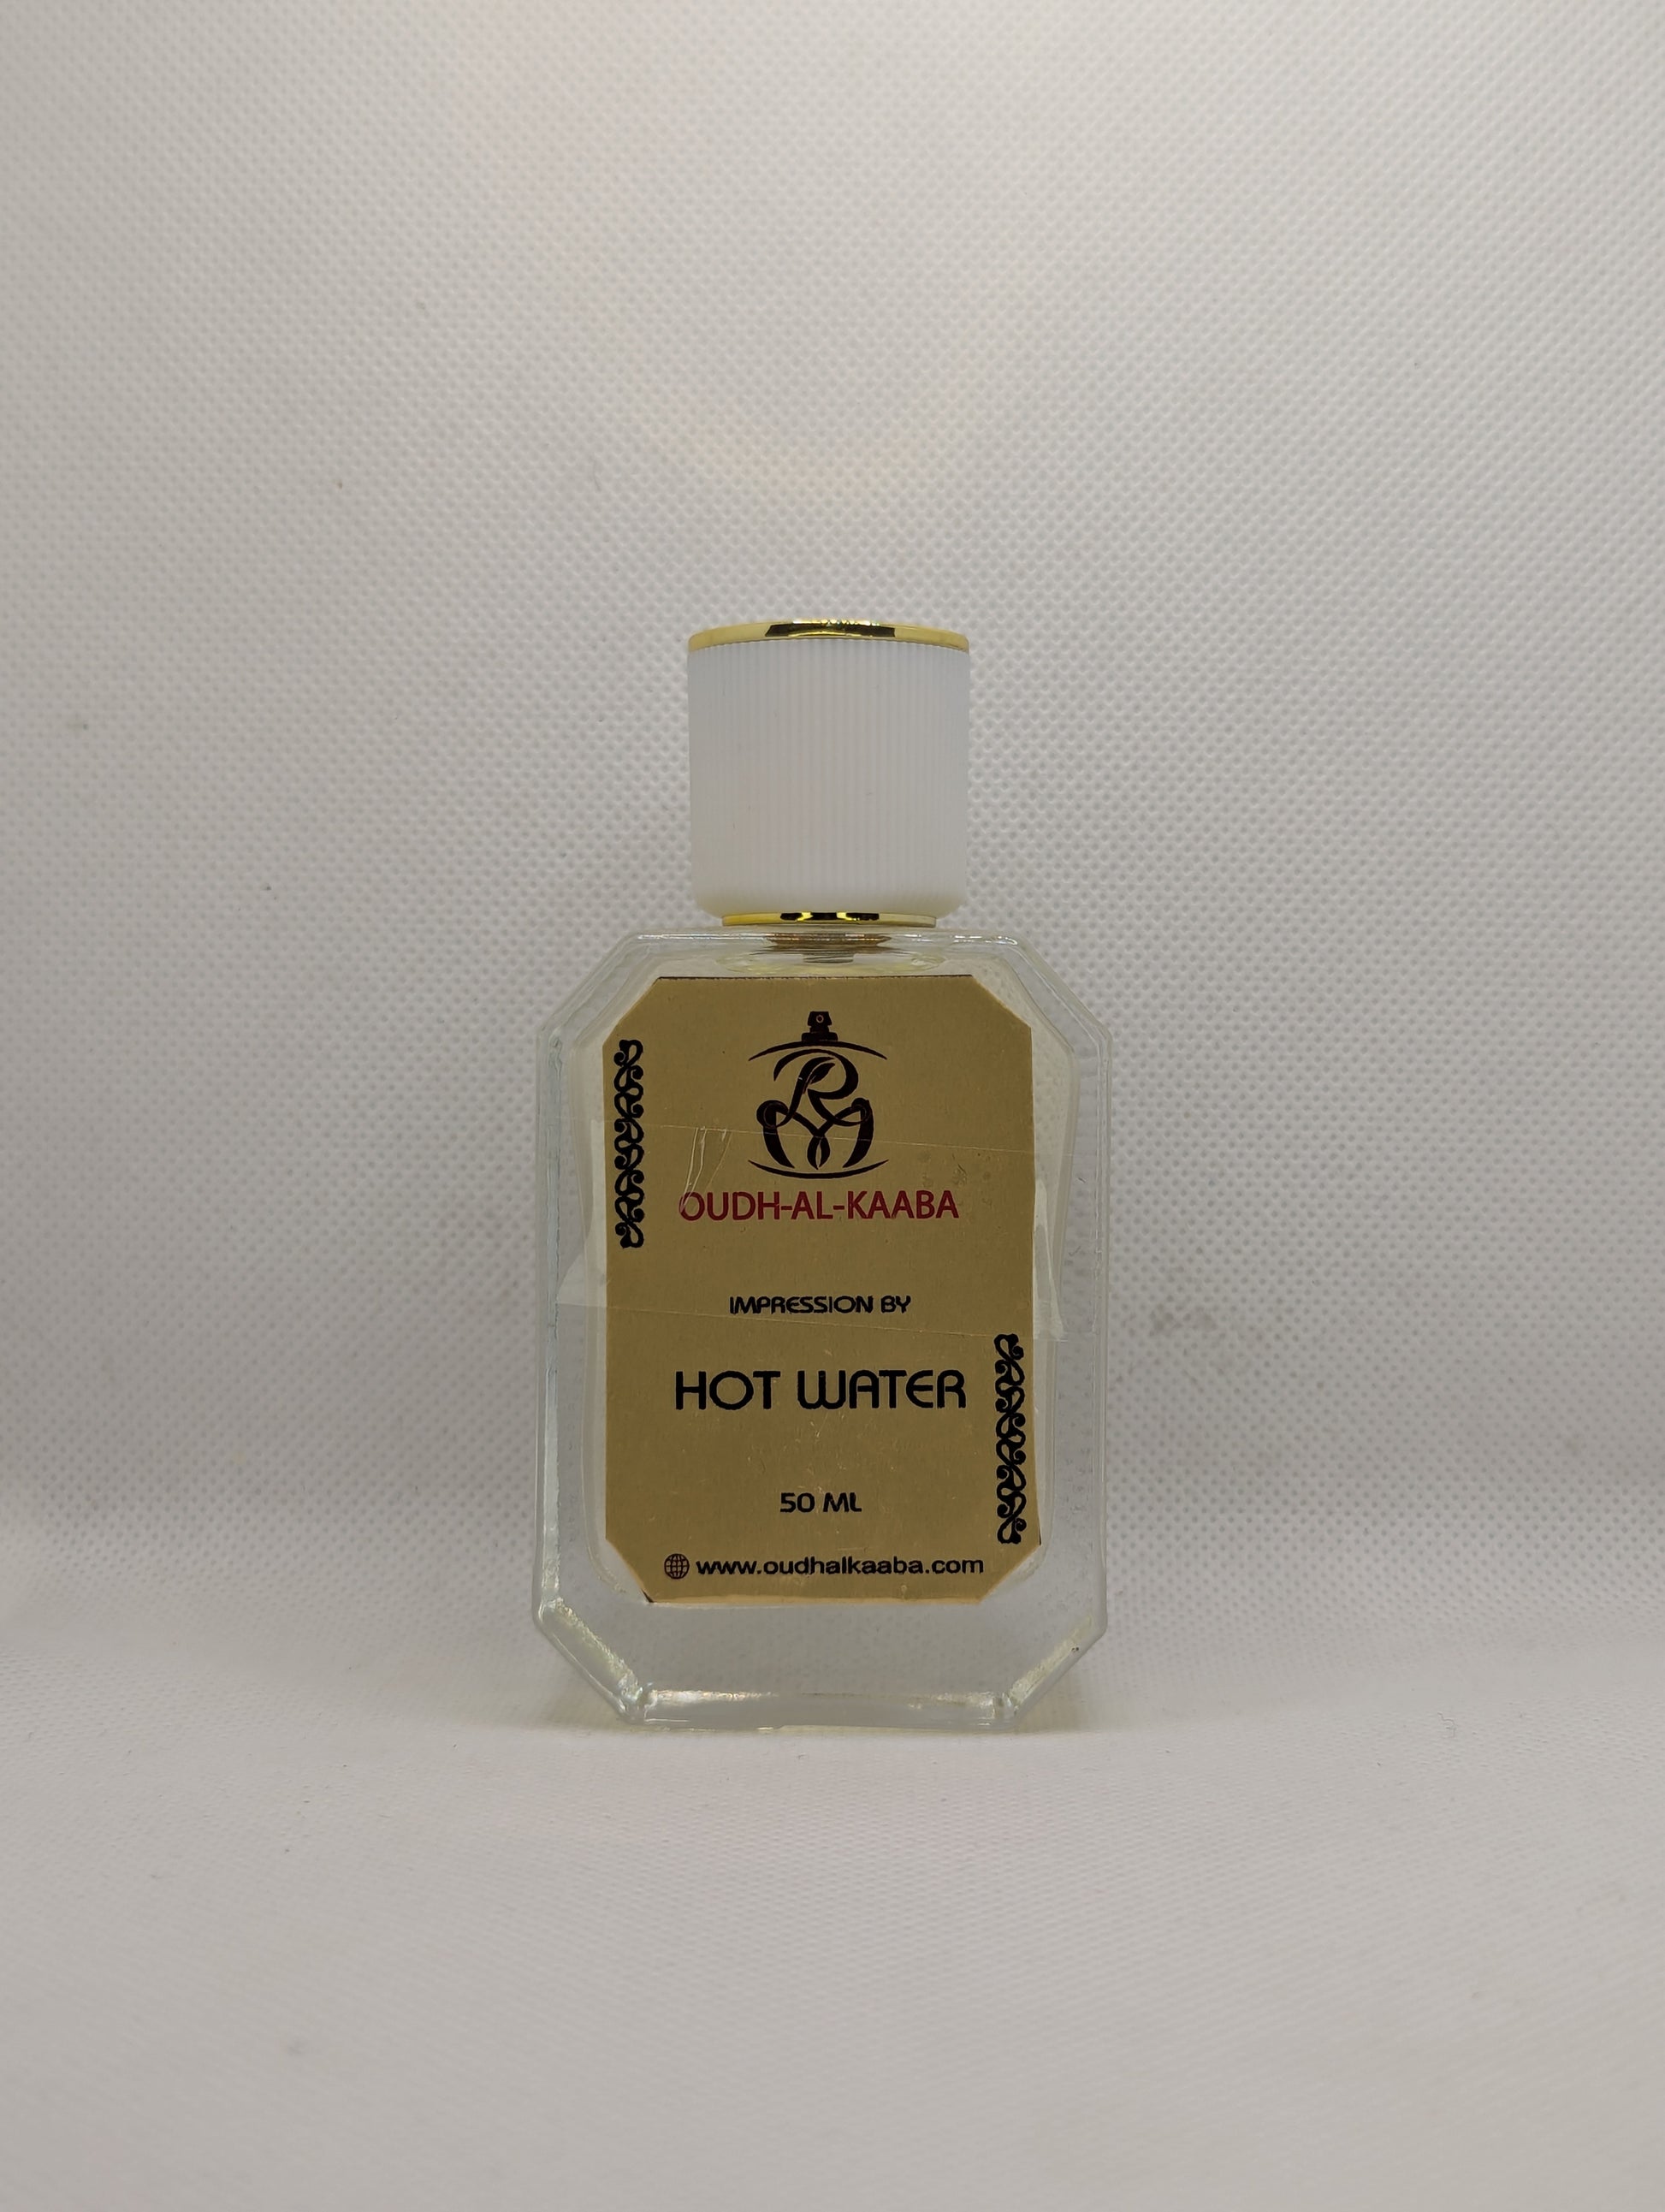 OUDH-AL-KAABA
IMPRESSION BY
HOT WATER
50 ML
www.oudhalkaaba.com